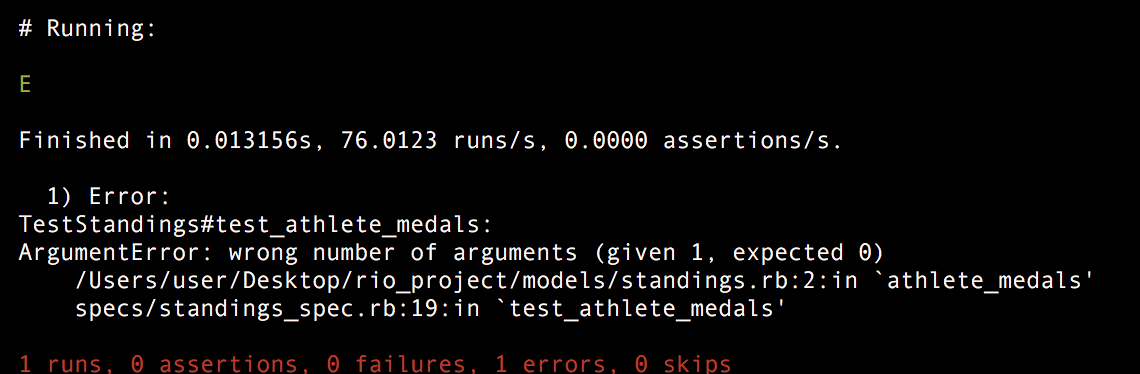 # Running:
E
Finished in 0.013156s, 76.0123 runs/s, 0.0000 assertions/s.
1) Error:
TestStandings#test_athlete_medals:
ArgumentError: wrong number of arguments (given 1, expected 0)
/Users/user/Desktop/rio_project/models/standings.rb:2:in `athlete_medals'
specs/standings_spec.rb:19:in `test_athlete_medals'
1 runs, 0 assertions, 0 failures, 1 errors, 0 skips